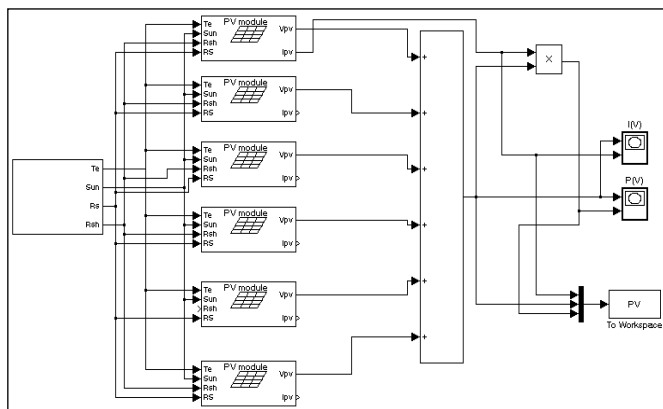 PV module
Te
Sun
Rsh
RS
Vpv
Ipv
PV module
Te
Sun
Rsh
RS
Vpv
Ipv
PV module
Te
Sun
Rsh
RS
Vpv
Ipv
PV module
Te
Sun
Rsh
RS
Vpv
Ipv
PV module
Te
Sun
Rsh
RS
Vpv
Ipv
PV module
Te
Sun
Rsh
RS
Vpv
Ipv
Te
Sun
Rs
Rsh
+
+
+
+
+
+
X
I(V)
P(V)
PV
To Workspace